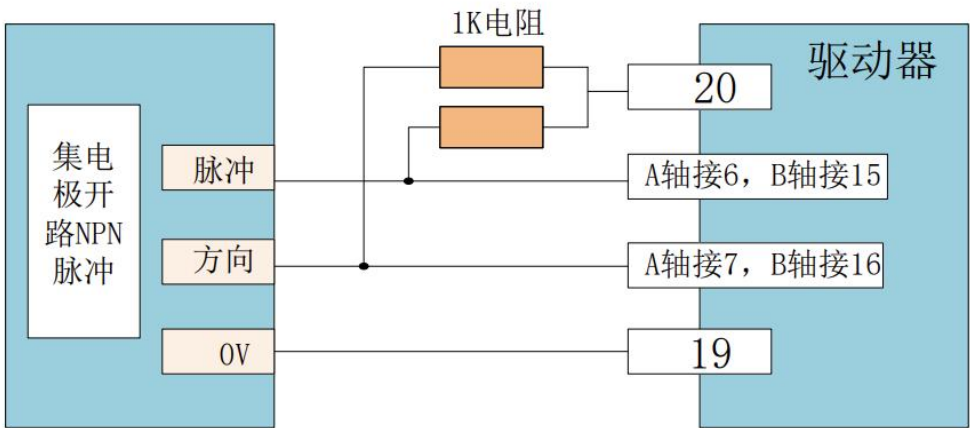 1K电阻
驱动器
20
集电
极开
路NPN
脉冲
脉冲
A轴接6，B轴接15
方向
A轴接7，B轴接16
0V
19